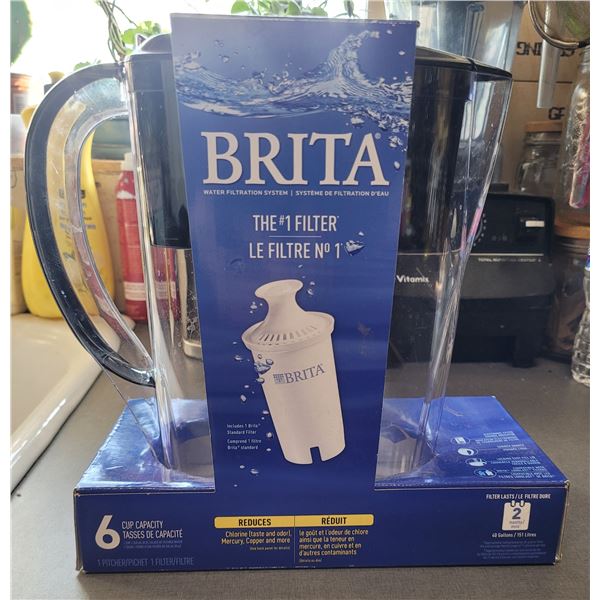 BRITA®
WATER FILTRATION SYSTEM | SYSTÈME DE FILTRATION D'EAU
THE #1 FILTER*
LE FILTRE Nº 1*
BRITA
Includes 1 Brita®
Standard Filter
Comprend 1 filtre
Brita® standard
Vitamix
6 CUP CAPACITY
TASSES DE CAPACITÉ
1 PITCHER/PICHET 1 FILTER/FILTRE
REDUCES
Chlorine (taste and odor),
Mercury, Copper and more
RÉDUIT
le goût et l'odeur de chlore
ainsi que la teneur en
mercure, en cuivre et en
d'autres contaminants
FILTER LASTS / LE FILTRE DURE
2
months/
mois
40 Gallons / 151 Litres